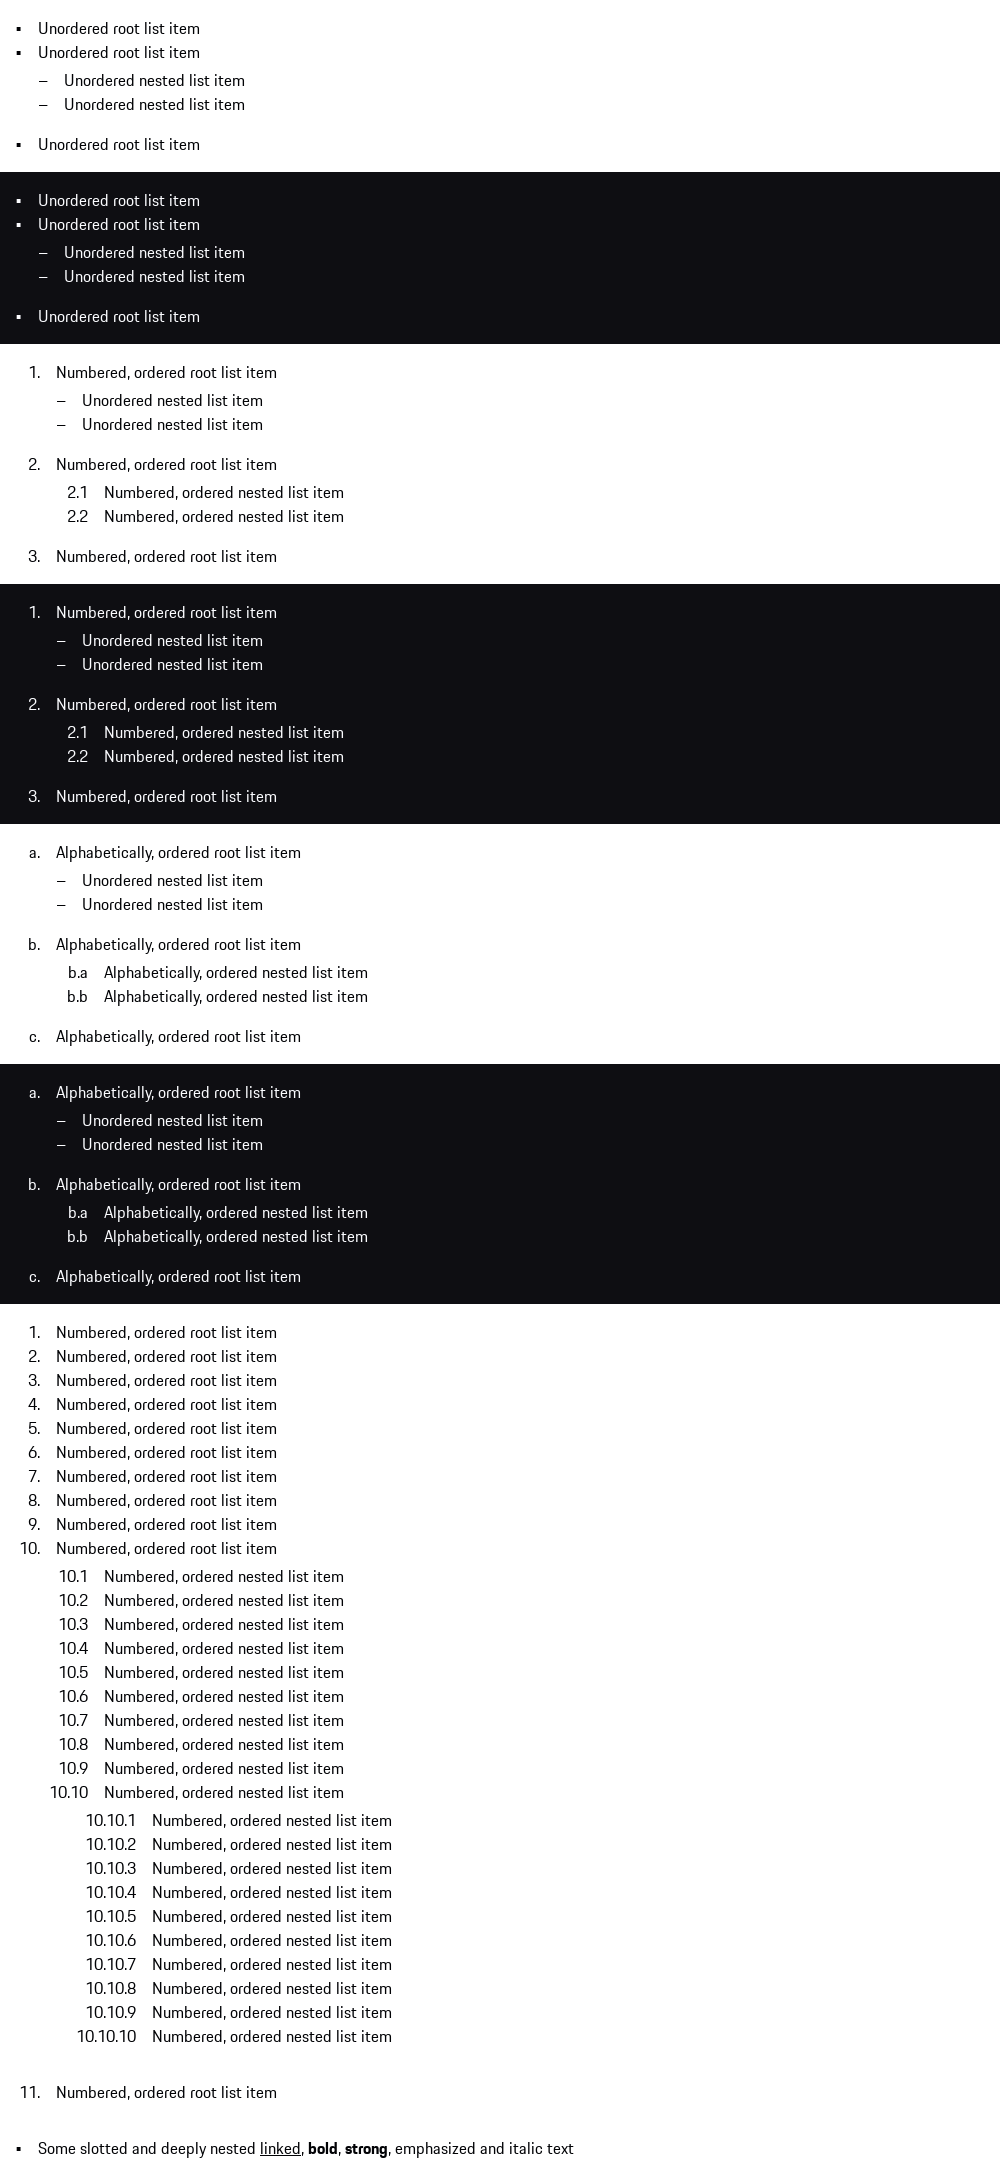 ▪ Unordered root list item
▪ Unordered root list item
– Unordered nested list item
– Unordered nested list item
▪ Unordered root list item
▪ Unordered root list item
▪ Unordered root list item
– Unordered nested list item
– Unordered nested list item
▪ Unordered root list item
1. Numbered, ordered root list item
– Unordered nested list item
– Unordered nested list item
2. Numbered, ordered root list item
2.1 Numbered, ordered nested list item
2.2 Numbered, ordered nested list item
3. Numbered, ordered root list item
1. Numbered, ordered root list item
– Unordered nested list item
– Unordered nested list item
2. Numbered, ordered root list item
2.1 Numbered, ordered nested list item
2.2 Numbered, ordered nested list item
3. Numbered, ordered root list item
a. Alphabetically, ordered root list item
– Unordered nested list item
– Unordered nested list item
b. Alphabetically, ordered root list item
b.a Alphabetically, ordered nested list item
b.b Alphabetically, ordered nested list item
c. Alphabetically, ordered root list item
a. Alphabetically, ordered root list item
– Unordered nested list item
– Unordered nested list item
b. Alphabetically, ordered root list item
b.a Alphabetically, ordered nested list item
b.b Alphabetically, ordered nested list item
c. Alphabetically, ordered root list item
1. Numbered, ordered root list item
2. Numbered, ordered root list item
3. Numbered, ordered root list item
4. Numbered, ordered root list item
5. Numbered, ordered root list item
6. Numbered, ordered root list item
7. Numbered, ordered root list item
8. Numbered, ordered root list item
9. Numbered, ordered root list item
10. Numbered, ordered root list item
10.1 Numbered, ordered nested list item
10.2 Numbered, ordered nested list item
10.3 Numbered, ordered nested list item
10.4 Numbered, ordered nested list item
10.5 Numbered, ordered nested list item
10.6 Numbered, ordered nested list item
10.7 Numbered, ordered nested list item
10.8 Numbered, ordered nested list item
10.9 Numbered, ordered nested list item
10.10 Numbered, ordered nested list item
10.10.1 Numbered, ordered nested list item
10.10.2 Numbered, ordered nested list item
10.10.3 Numbered, ordered nested list item
10.10.4 Numbered, ordered nested list item
10.10.5 Numbered, ordered nested list item
10.10.6 Numbered, ordered nested list item
10.10.7 Numbered, ordered nested list item
10.10.8 Numbered, ordered nested list item
10.10.9 Numbered, ordered nested list item
10.10.10 Numbered, ordered nested list item
11. Numbered, ordered root list item
▪ Some slotted and deeply nested linked, bold, strong, emphasized and italic text